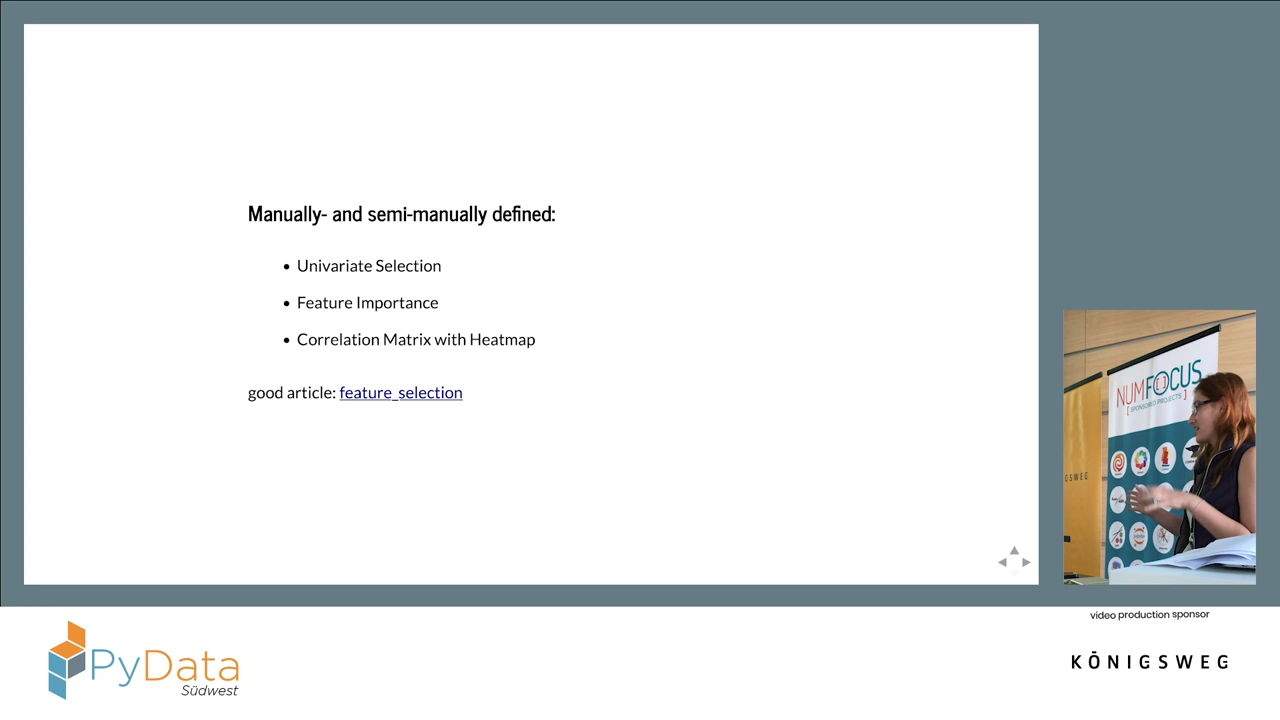 Manually- and semi-manually defined:
Univariate Selection
Feature Importance
Correlation Matrix with Heatmap
good article: feature_selection
NUMFOCUS
[ SPONSORED PROJECTS ]
GSWEG
video production sponsor
KÖNIGSWEG
PyData
Südwest